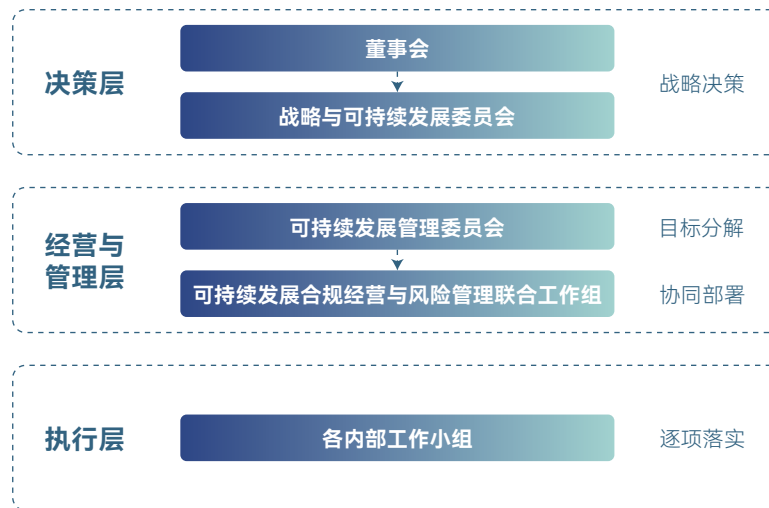 决策层
董事会
战略与可持续发展委员会
战略决策
经营与
管理层
可持续发展管理委员会
目标分解
可持续发展合规经营与风险管理联合工作组
协同部署
执行层
各内部工作小组
逐项落实